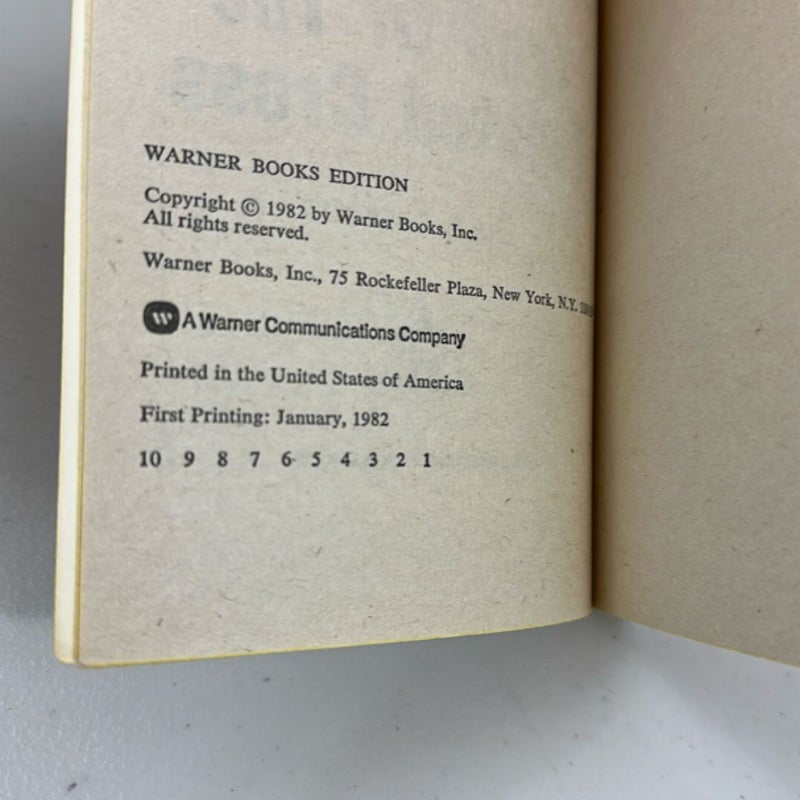 WARNER BOOKS EDITION
Copyright © 1982 by Warner Books, Inc.
All rights reserved.
Warner Books, Inc., 75 Rockefeller Plaza, New York, N.Y.
A Warner Communications Company
Printed in the United States of America
First Printing: January, 1982
10 9 8 7 6 5 4 3 2 1